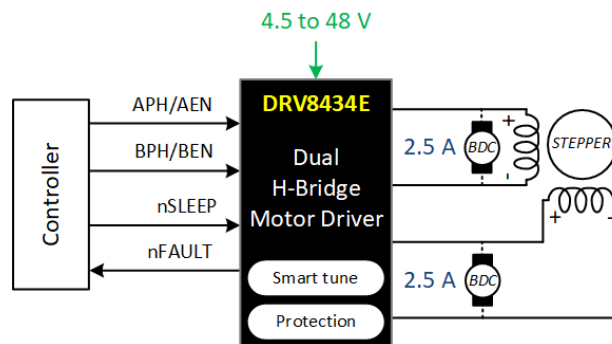 4.5 to 48 V
Controller
APH/AEN
BPH/BEN
nSLEEP
nFAULT
DRV8434E
Dual
H-Bridge
Motor Driver
Smart tune
Protection
2.5 A
BDC
+
-
STEPPER
+
-
2.5 A
BDC